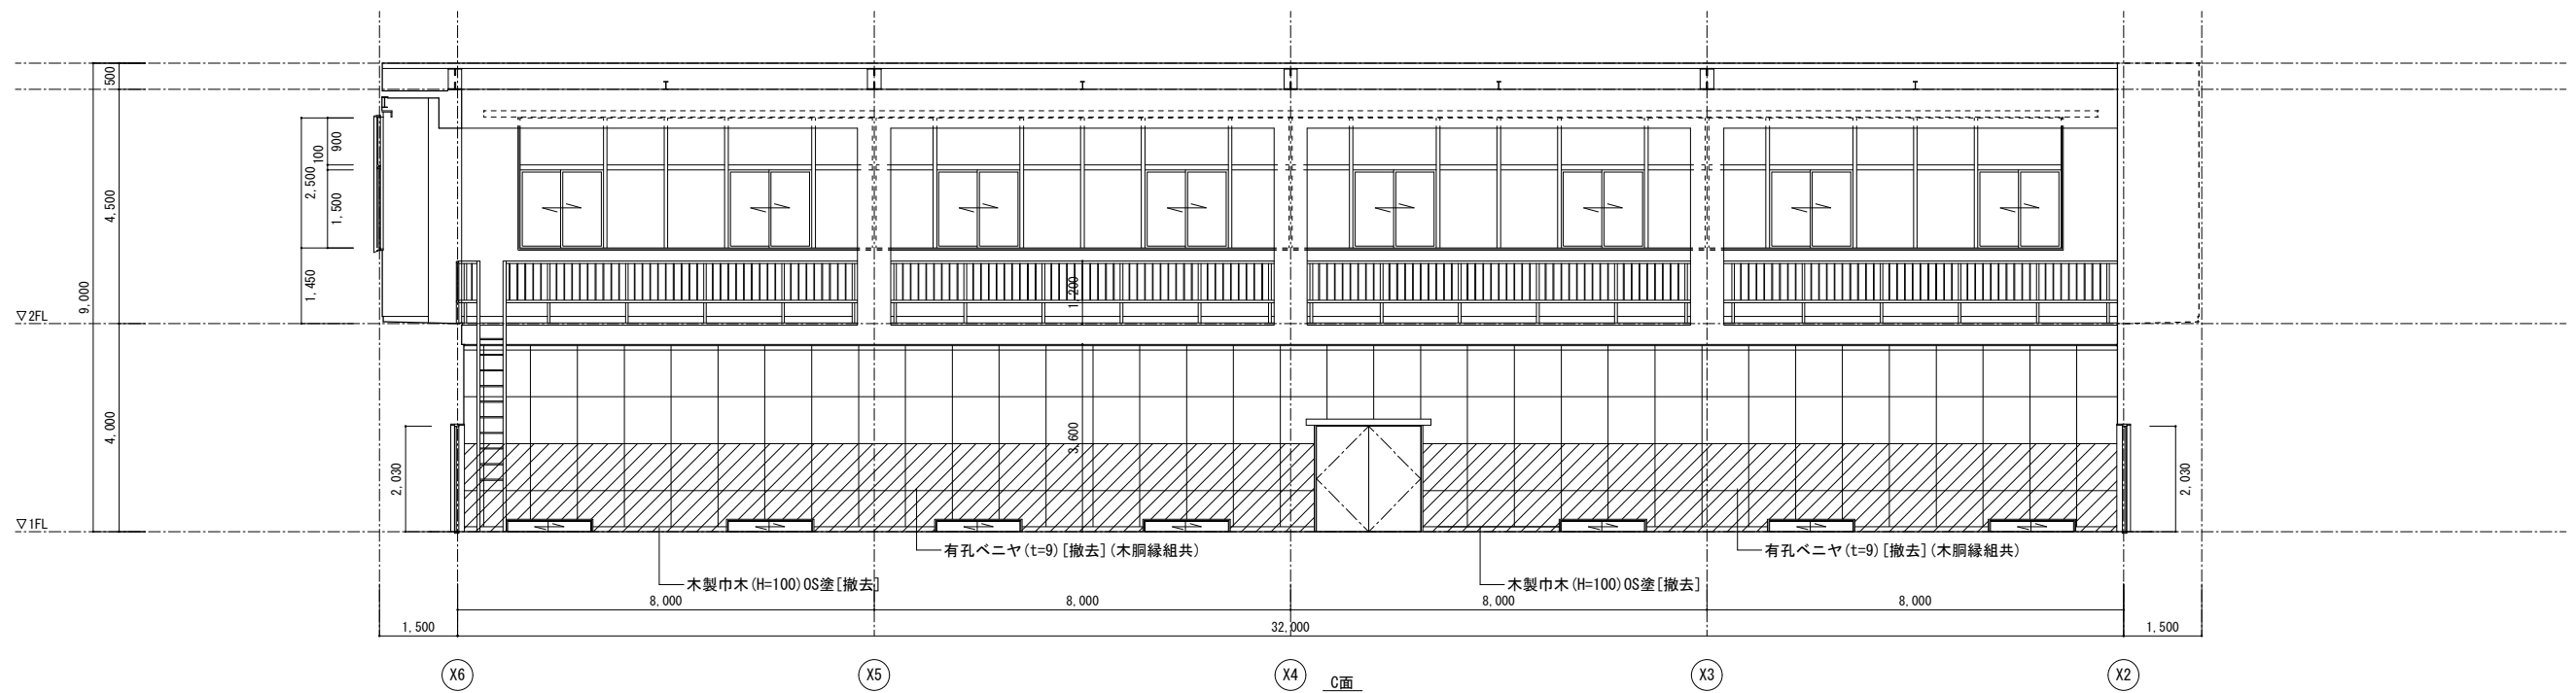 500
900
100
2,500
1,500
4,500
1,450
1,200
9,000
▽2FL
3,600
4,000
2,030
2,030
▽1FL
有孔ベニヤ(t=9)[撤去](木胴縁組共)
有孔ベニヤ(t=9)[撤去](木胴縁組共)
木製巾木(H=100)OS塗[撤去]
木製巾木(H=100)OS塗[撤去]
8,000
8,000
8,000
8,000
1,500
32,000
1,500
X6
X5
X4
X3
X2
C面